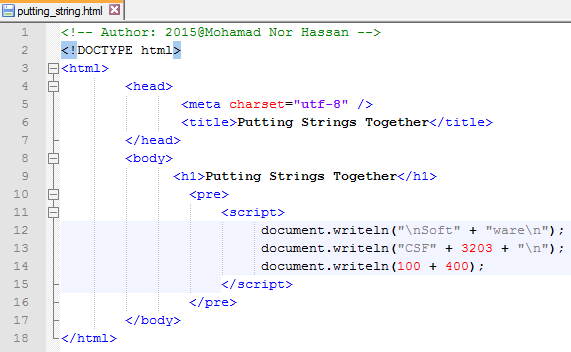 putting_string.html
1 <!-- Author: 2015@Mohamad Nor Hassan -->
2 <!DOCTYPE html>
3 <html>
4 <head>
5 <meta charset="utf-8" />
6 <title>Putting Strings Together</title>
7 </head>
8 <body>
9 <h1>Putting Strings Together</h1>
10 <pre>
11 <script>
12 document.writeln("\nSoft" + "ware\n");
13 document.writeln("CSF" + 3203 + "\n");
14 document.writeln(100 + 400);
15 </script>
16 </pre>
17 </body>
18 </html>